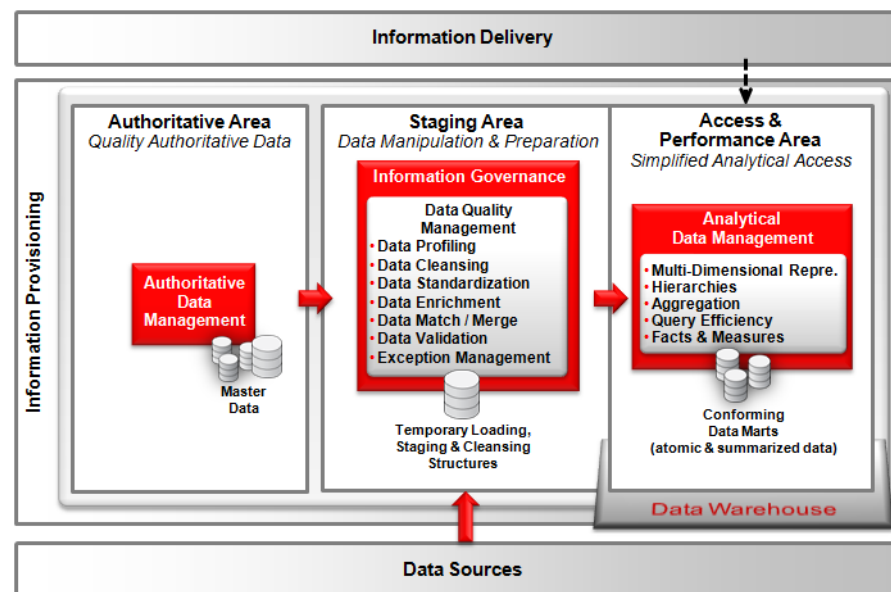 Information Delivery
Information Provisioning
Authoritative Area
Quality Authoritative Data
Authoritative
Data
Management
Master
Data
Staging Area
Data Manipulation & Preparation
Information Governance
Data Quality
Management
• Data Profiling
• Data Cleansing
• Data Standardization
• Data Enrichment
• Data Match / Merge
• Data Validation
• Exception Management
Temporary Loading,
Staging & Cleansing
Structures
Access &
Performance Area
Simplified Analytical Access
Analytical
Data Management
• Multi-Dimensional Repre.
• Hierarchies
• Aggregation
• Query Efficiency
• Facts & Measures
Conforming
Data Marts
(atomic & summarized data)
Data Warehouse
Data Sources